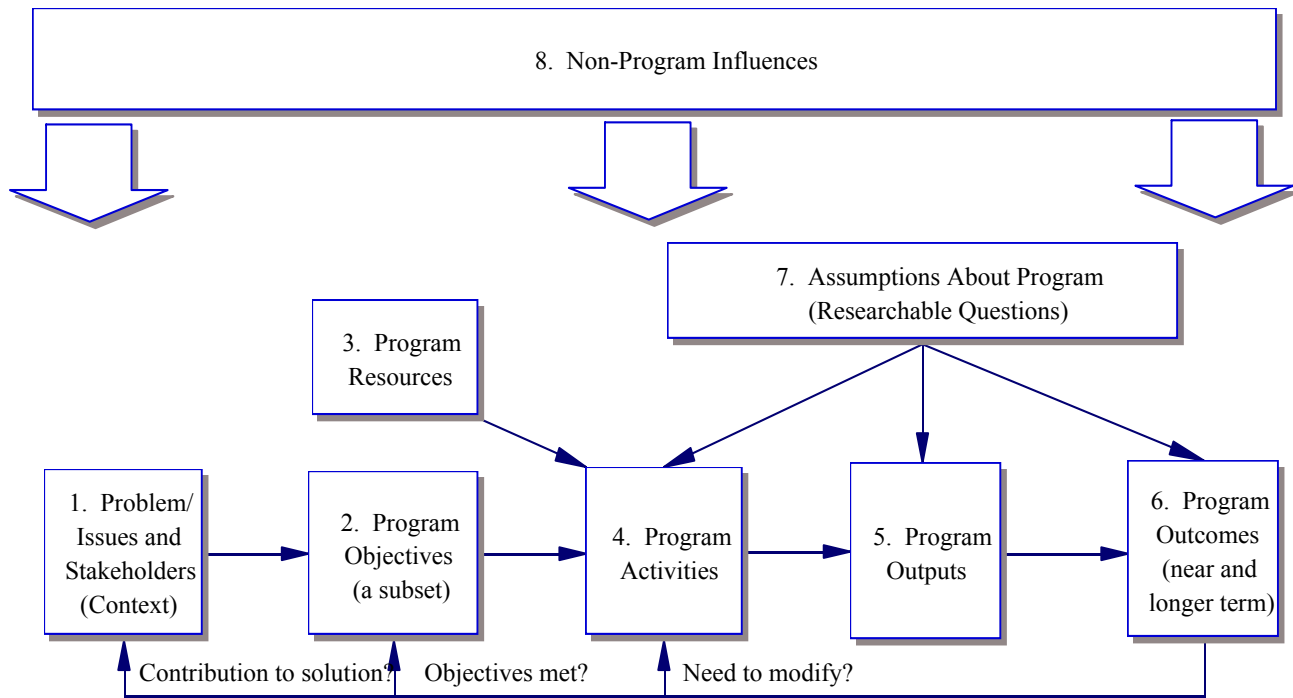 8. Non-Program Influences
7. Assumptions About Program
(Researchable Questions)
3. Program
Resources
1. Problem/
Issues and
Stakeholders
(Context)
2. Program
Objectives
(a subset)
4. Program
Activities
5. Program
Outputs
6. Program
Outcomes
(near and
longer term)
Contribution to solution?
Objectives met?
Need to modify?